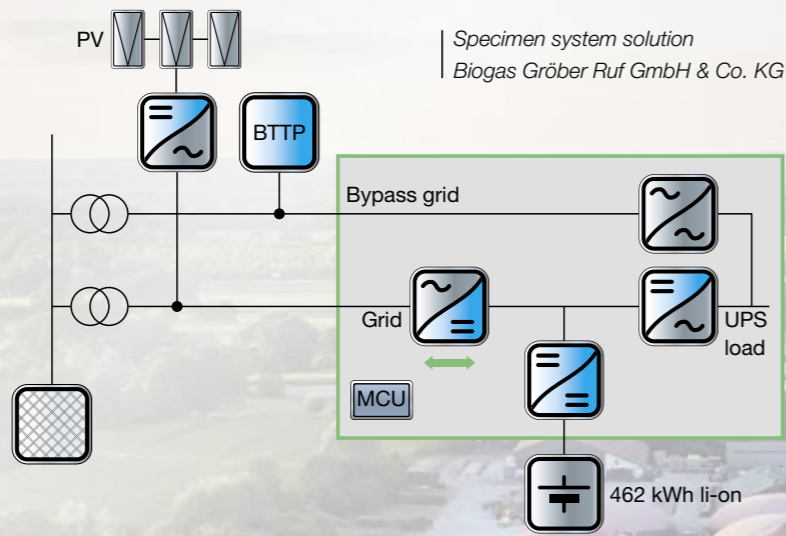 PV
Specimen system solution
Biogas Gröber Ruf GmbH & Co. KG
BTTP
Bypass grid
Grid
UPS
load
MCU
462 kWh li-on